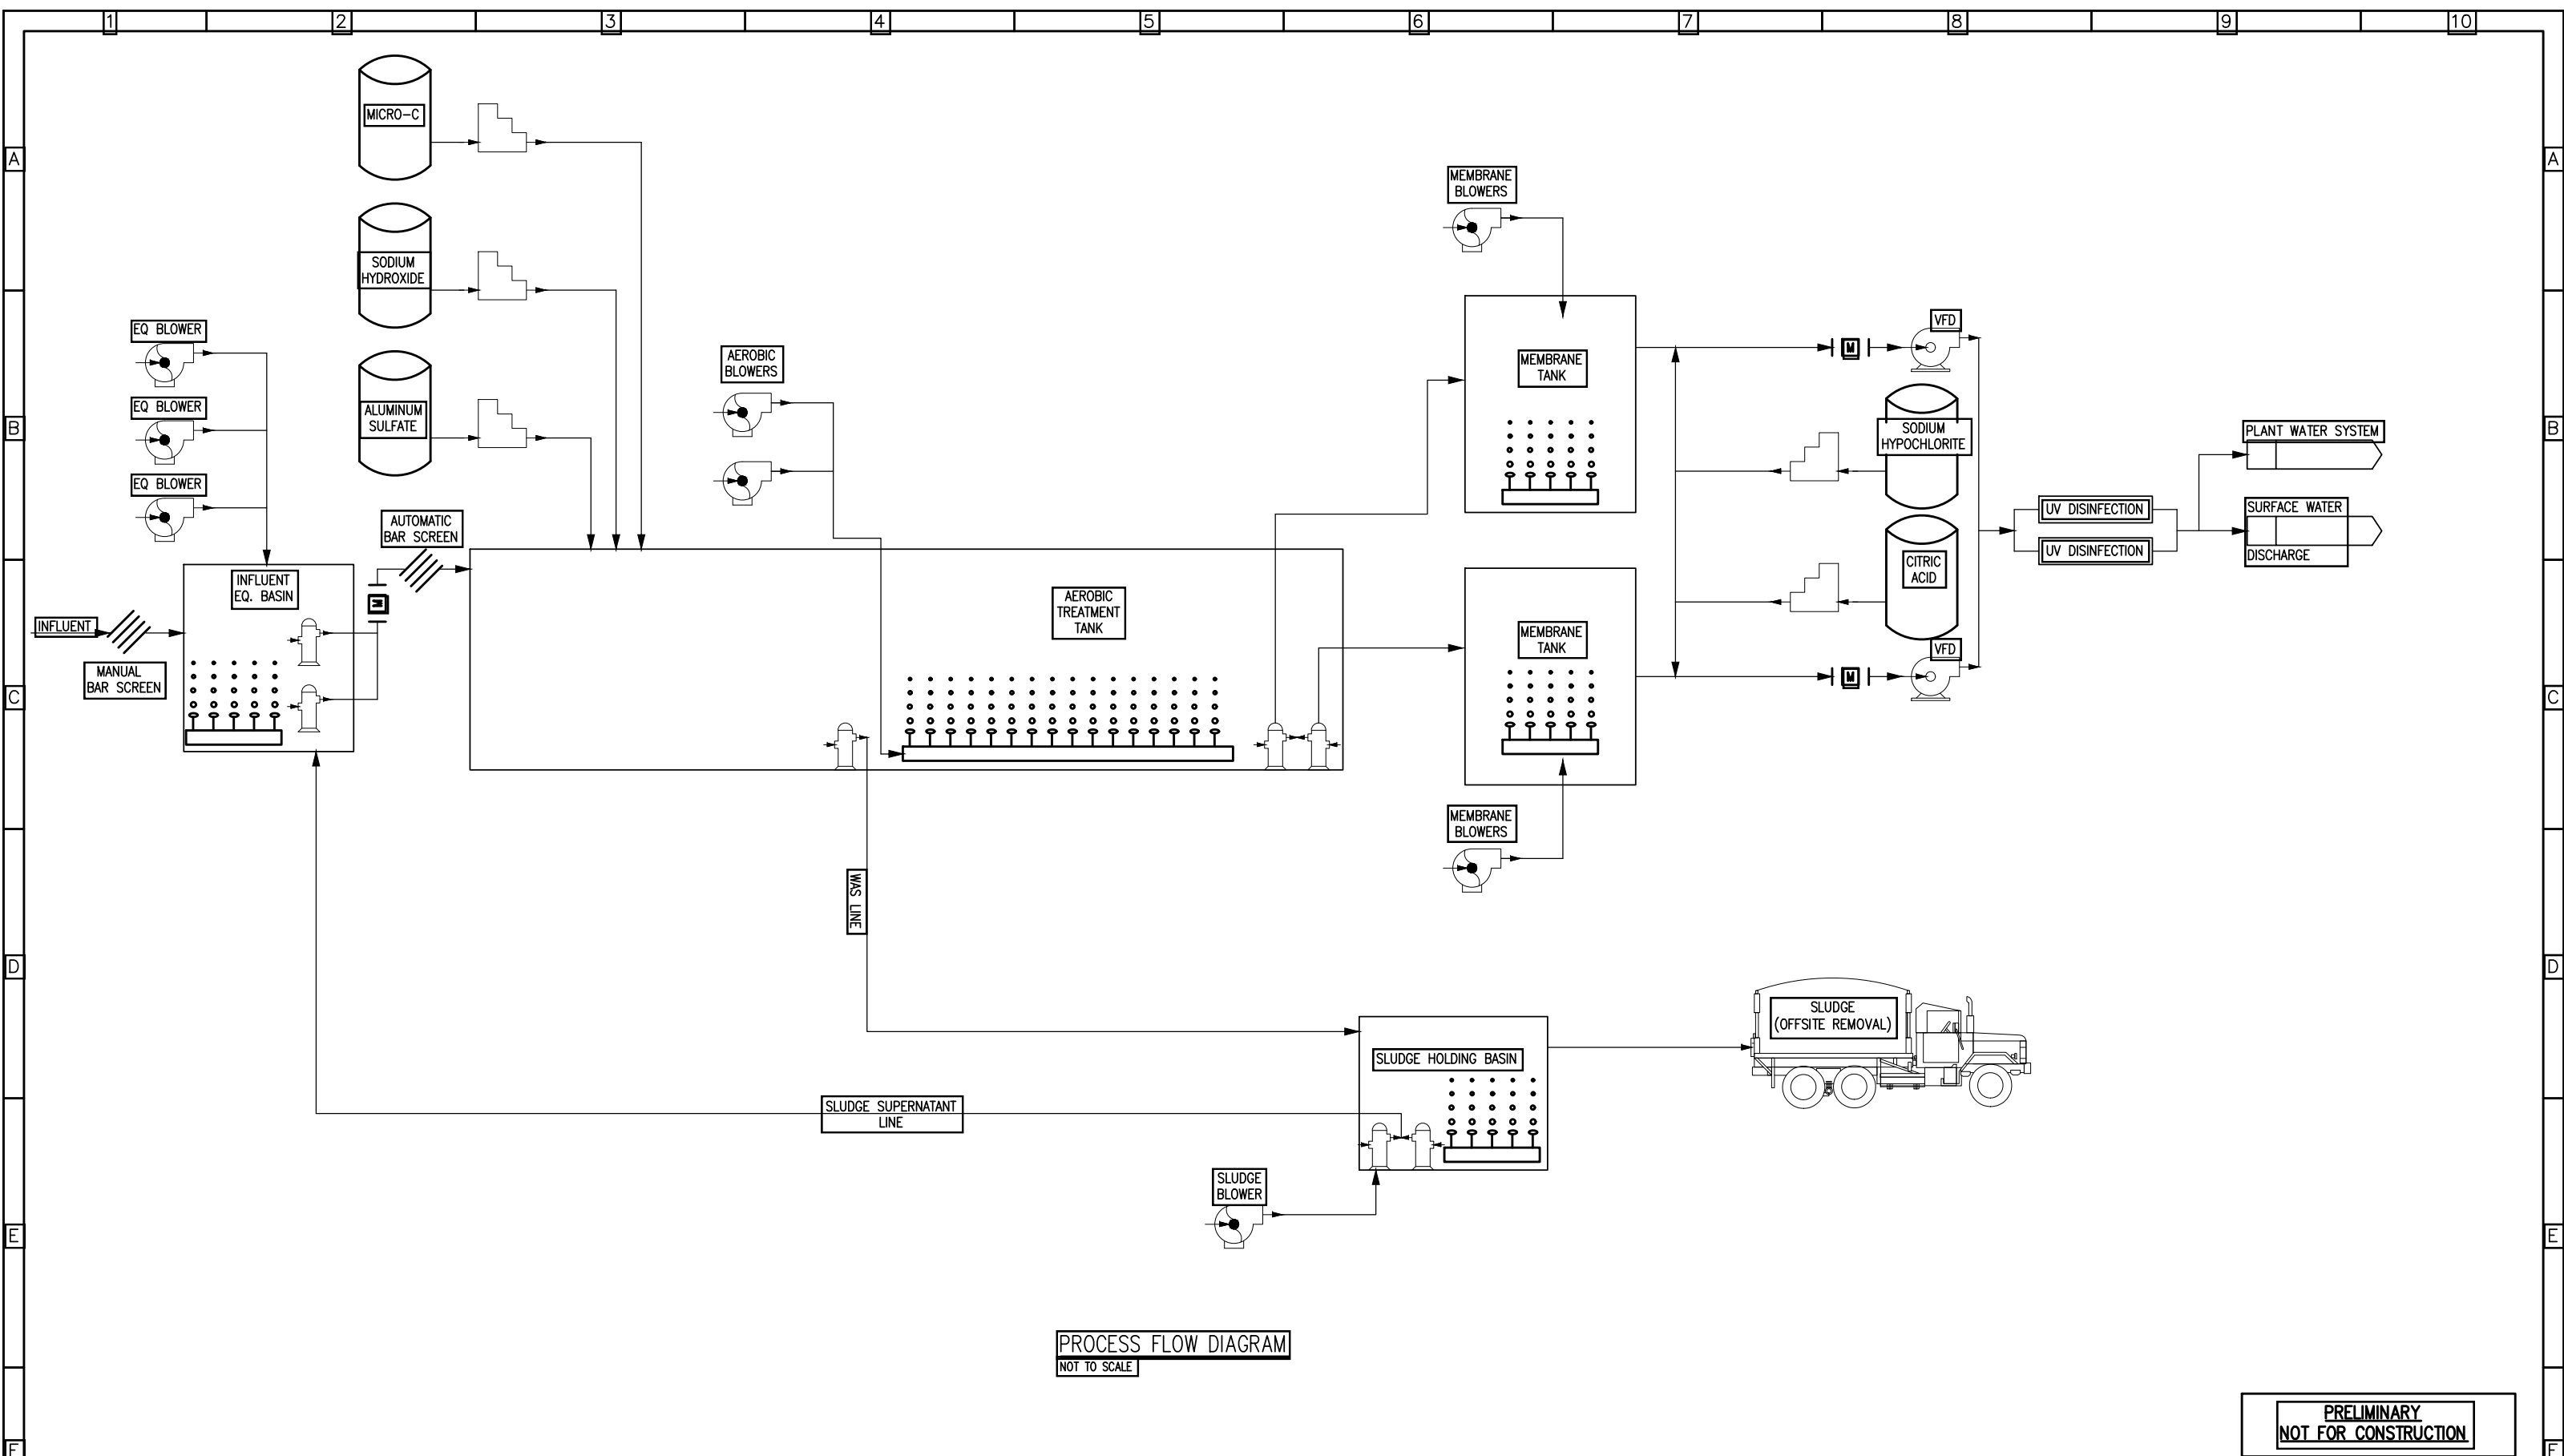 1 2 3 4 5 6 7 8 9 10
A
A
MICRO-C
MEMBRANE
BLOWERS
SODIUM
HYDROXIDE
EQ BLOWER
VFD
AEROBIC
BLOWERS
MEMBRANE
TANK
EQ BLOWER
ALUMINUM
SULFATE
B
B
SODIUM
HYPOCHLORITE
PLANT WATER SYSTEM
EQ BLOWER
AUTOMATIC
BAR SCREEN
UV DISINFECTION
SURFACE WATER
DISCHARGE
UV DISINFECTION
INFLUENT
EQ. BASIN
M
CITRIC
ACID
AEROBIC
TREATMENT
TANK
INFLUENT
MEMBRANE
TANK
VFD
MANUAL
BAR SCREEN
M
M
C
C
MEMBRANE
BLOWERS
WAS LINE
D
D
SLUDGE
(OFFSITE REMOVAL)
SLUDGE HOLDING BASIN
SLUDGE SUPERNATANT
LINE
SLUDGE
BLOWER
E
E
PROCESS FLOW DIAGRAM
NOT TO SCALE
PRELIMINARY
NOT FOR CONSTRUCTION